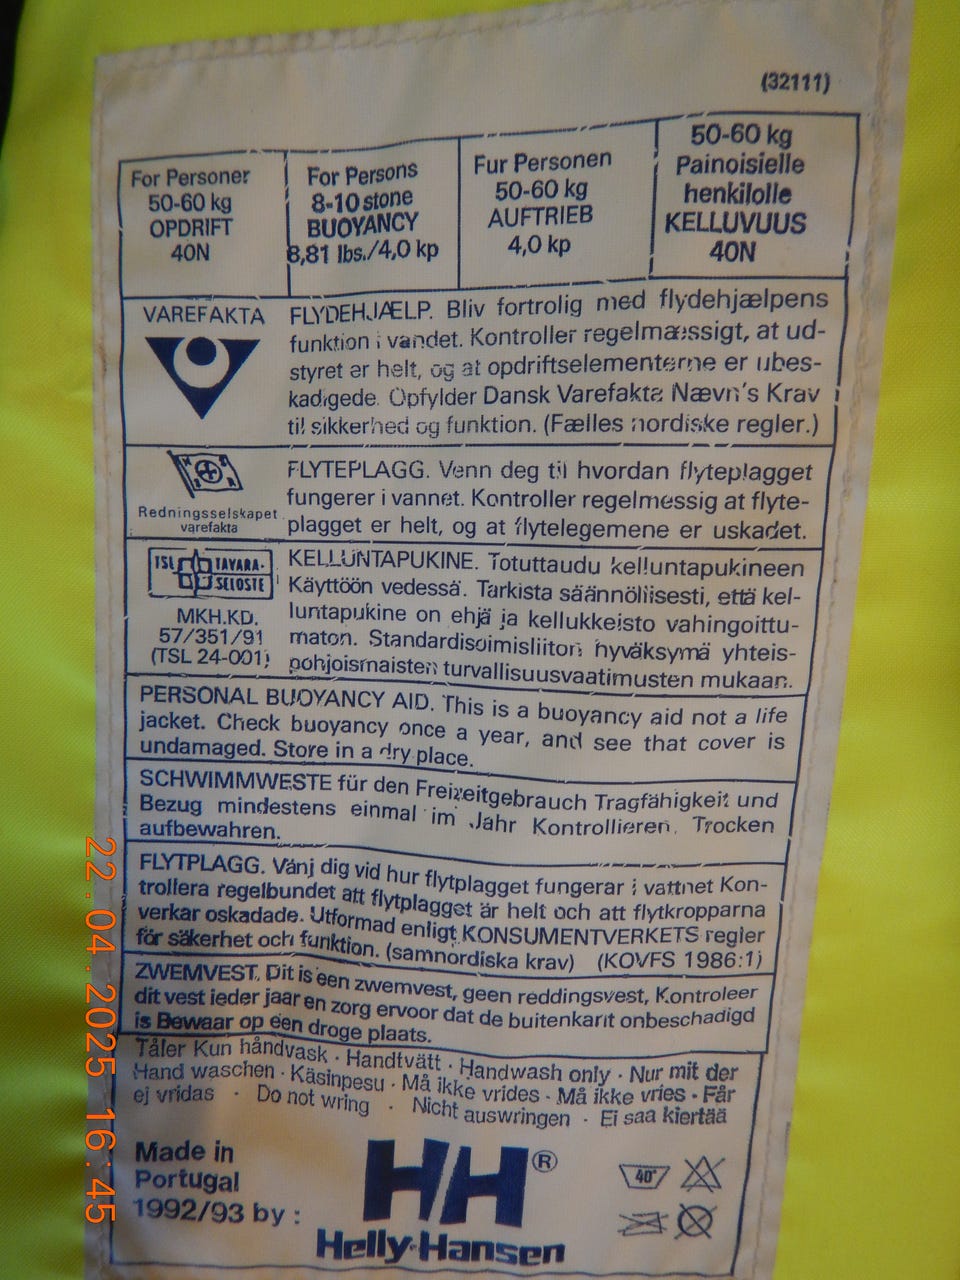 (32111)
For Personer
50-60 kg
OPDRIFT
40N
For Persons
8-10 stone
BUOYANCY
8,81 lbs./4,0 kp
Fur Personen
50-60 kg
AUFTRIEB
4,0 kp
50-60 kg
Painoisielle
henkilolle
KELLUVUUS
40N
VAREFAKTA
FLYDEHJÆLP. Bliv fortrolig med flydehjælpens
funktion i vandet. Kontroller regelmæssigt, at ud-
styret er helt, og at opdriftselementerne er ubes-
kadigede. Opfylder Dansk Varefakta Nævn's Krav
til sikkerhed og funktion. (Fælles nordiske regler.)
Redningsselskapet
varefakta
FLYTEPLAGG. Venn deg til hvordan flyteplagget
fungerer i vannet. Kontroller regelmessig at flyte-
plagget er helt, og at flytelegemene er uskadet.
TSL TAVARA-
SELOSTE
MKH.KD.
57/351/91
(TSL 24-001)
KELLUNTAPUKINE. Totuttaudu kelluntapukineen
Käyttöön vedessä. Tarkista säännöliisesti, että kel-
luntapukine on ehjä ja kellukkeisto vahingoittu-
maton. Standardisoimisliiton hyväksymä yhteis-
pohjoismaisten turvallisuusvaatimusten mukaan.
PERSONAL BUOYANCY AID. This is a buoyancy aid not a life
jacket. Check buoyancy once a year, and see that cover is
undamaged. Store in a dry place.
SCHWIMMWESTE für den Freizeitgebrauch Tragfähigkeit und
Bezug mindestens einmal im Jahr Kontrollieren. Trocken
aufbewahren.
FLYTPLAGG. Vänj dig vid hur flytplagget fungerar i vattnet Kon-
trollera regelbundet att flytplagget är helt och att flytkropparna
verkar oskadade. Utformad enligt KONSUMENTVERKETS regler
för säkerhet och funktion. (samnordiska krav) (KOVFS 1986:1)
ZWEMVEST. Dit is een zwemvest, geen reddingsvest, Kontroleer
dit vest ieder jaar en zorg ervoor dat de buitenkant onbeschadigd
is Bewaar op een droge plaats.
Tåler Kun håndvask · Handtvätt · Handwash only · Nur mit der
Hand waschen · Käsinpesu · Må ikke vrides · Må ikke vries · Får
ej vridas · Do not wring · Nicht auswringen · Ei saa kiertää
Made in
Portugal
1992/93 by :
HH®
Helly-Hansen
40°
22.04.2025 16:45